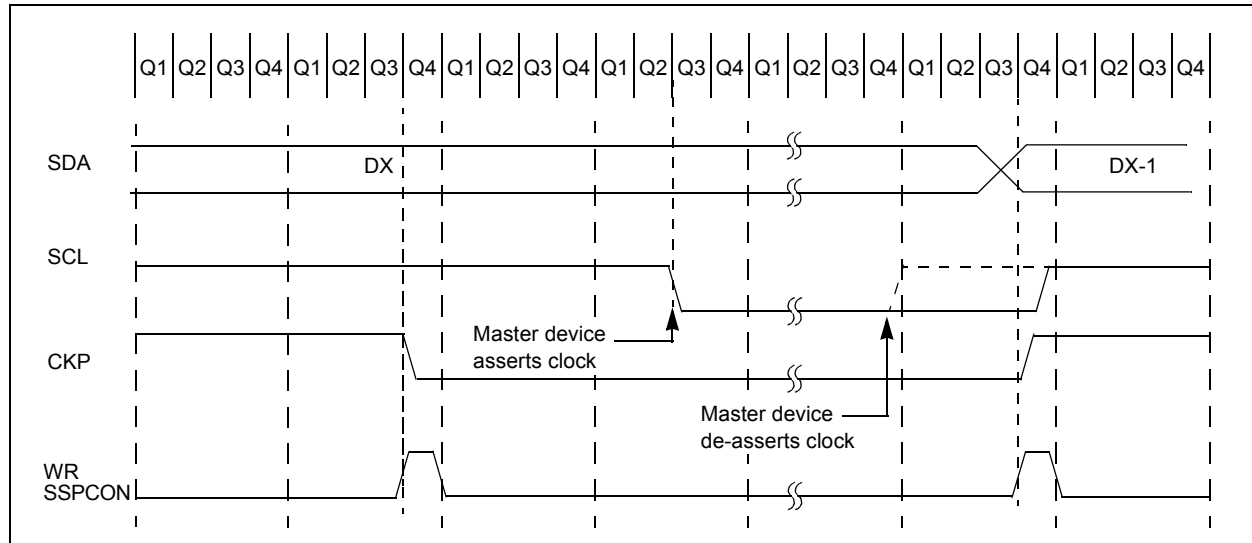 Q1 Q2 Q3 Q4 Q1 Q2 Q3 Q4 Q1 Q2 Q3 Q4 Q1 Q2 Q3 Q4 Q1 Q2 Q3 Q4 Q1 Q2 Q3 Q4 Q1 Q2 Q3 Q4
SDA
DX
DX-1
SCL
Master device
asserts clock
CKP
Master device
de-asserts clock
WR
SSPCON